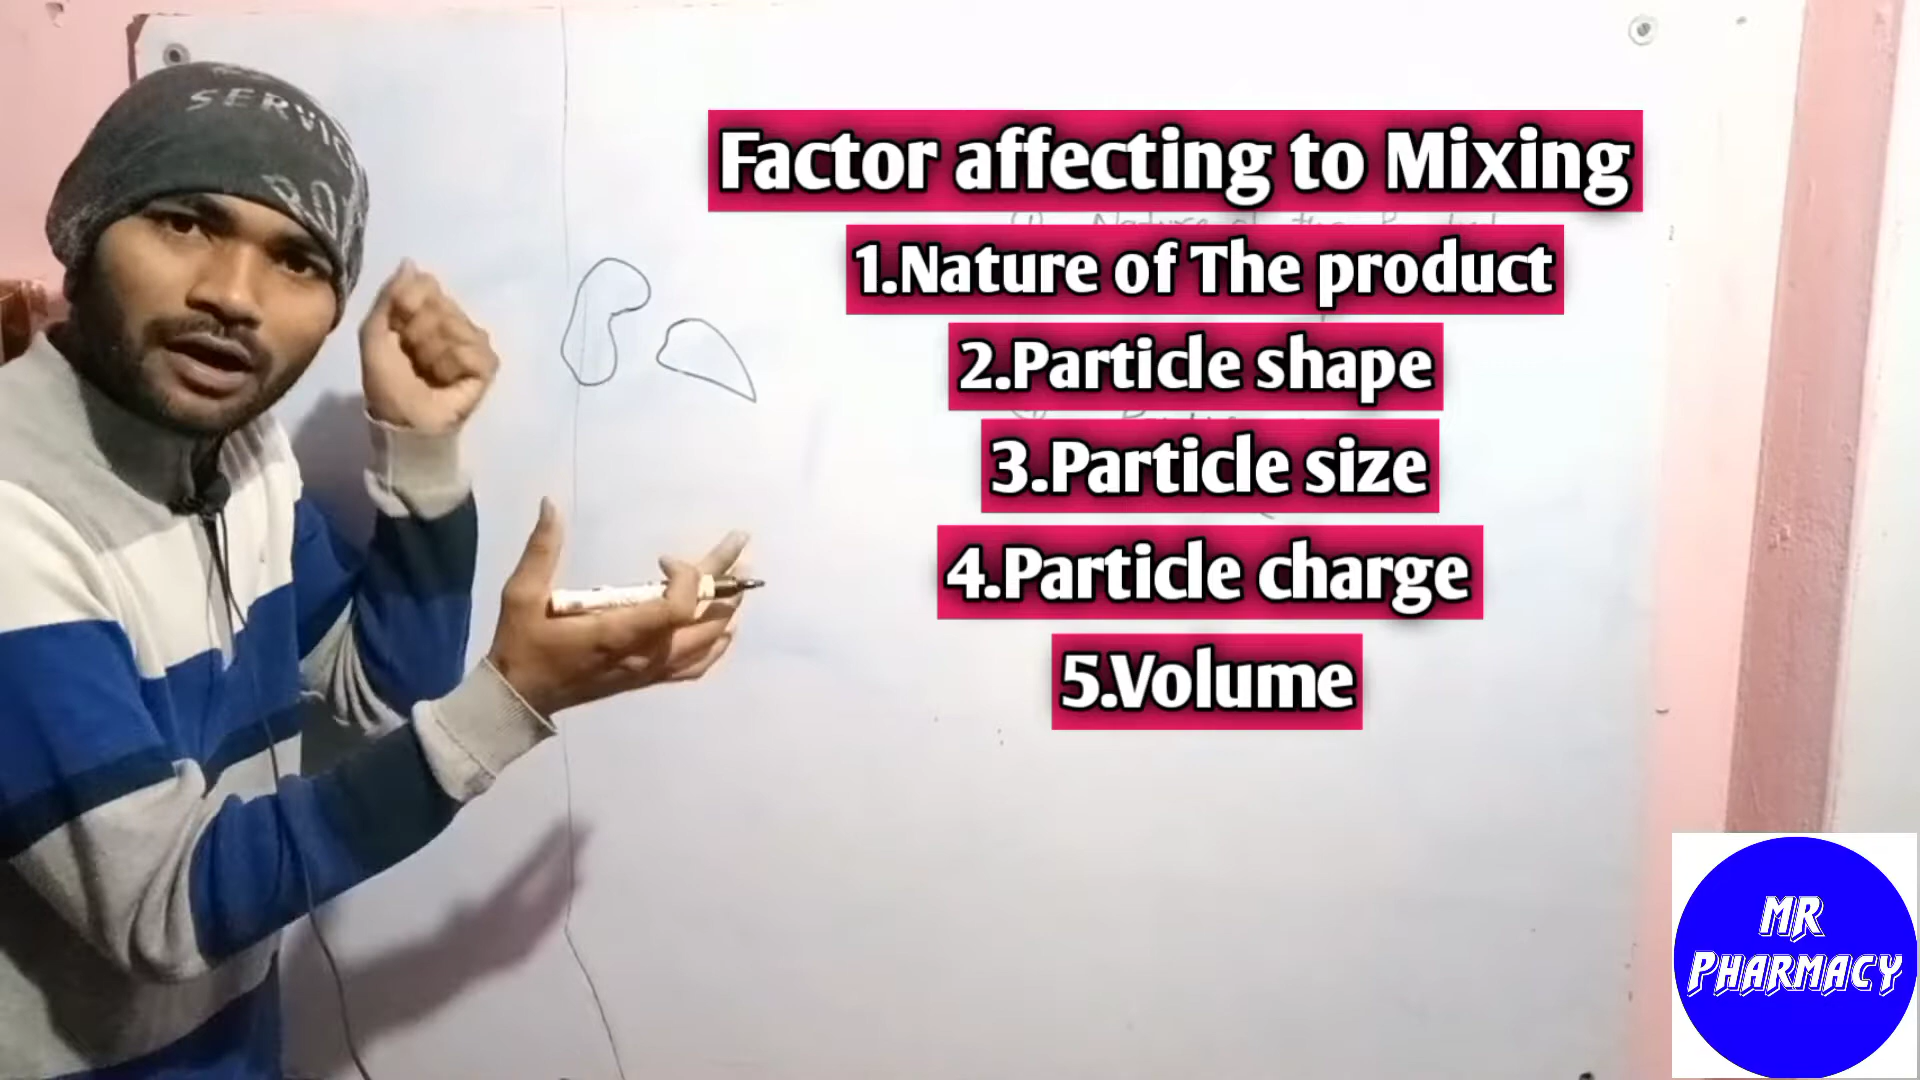 SERVIC
Factor affecting to Mixing
1.Nature of The product
2.Particle shape
3.Particle size
4.Particle charge
5.Volume
MR
PHARMACY